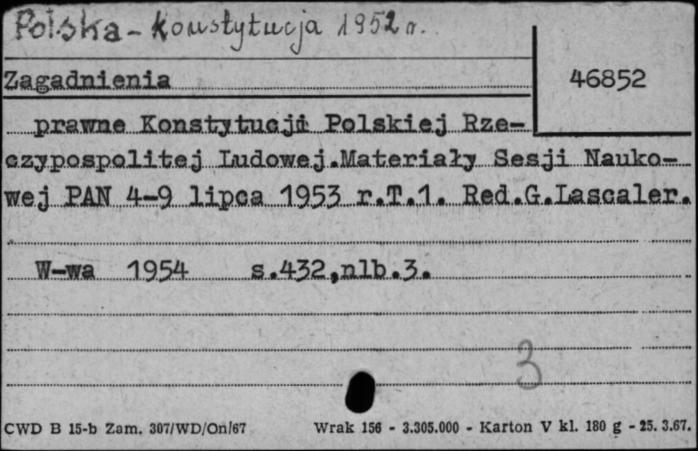 Polska - Konstytucja 1952 r.
Zagadnienia
46852
prawne Konstytucji Polskiej Rze-
czypospolitej Ludowej.Materiały Sesji Nauko-
wej PAN 4-9 lipca 1953 r.T.1. Red.G.Lascaler.
W-wa 1954 s.432,nlb.3.
3
CWD B 15-b Zam. 307/WD/On/67 Wrak 156 - 3.305.000 - Karton V kl. 180 g - 25. 3.67.